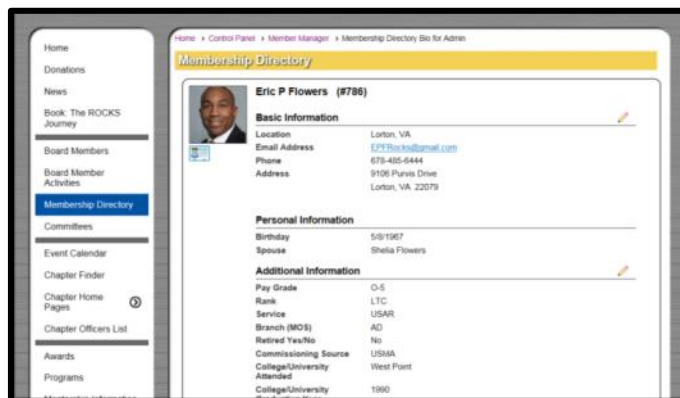 Home › Control Panel › Member Manager › Membership Directory Bio for Admin
Membership Directory
Home
Donations
News
Book: The ROCKS
Journey
Board Members
Board Member
Activities
Membership Directory
Committees
Event Calendar
Chapter Finder
Chapter Home
Pages
Chapter Officers List
Awards
Programs
Mentorship Information
Eric P Flowers (#786)
Basic Information
Location Lorton, VA
Email Address EPFRocks@gmail.com
Phone 678-485-6444
Address 9106 Purvis Drive
Lorton, VA 22079
Personal Information
Birthday 5/8/1967
Spouse Shelia Flowers
Additional Information
Pay Grade O-5
Rank LTC
Service USAR
Branch (MOS) AD
Retired Yes/No No
Commissioning Source USMA
College/University West Point
Attended
College/University 1990
Graduation Year